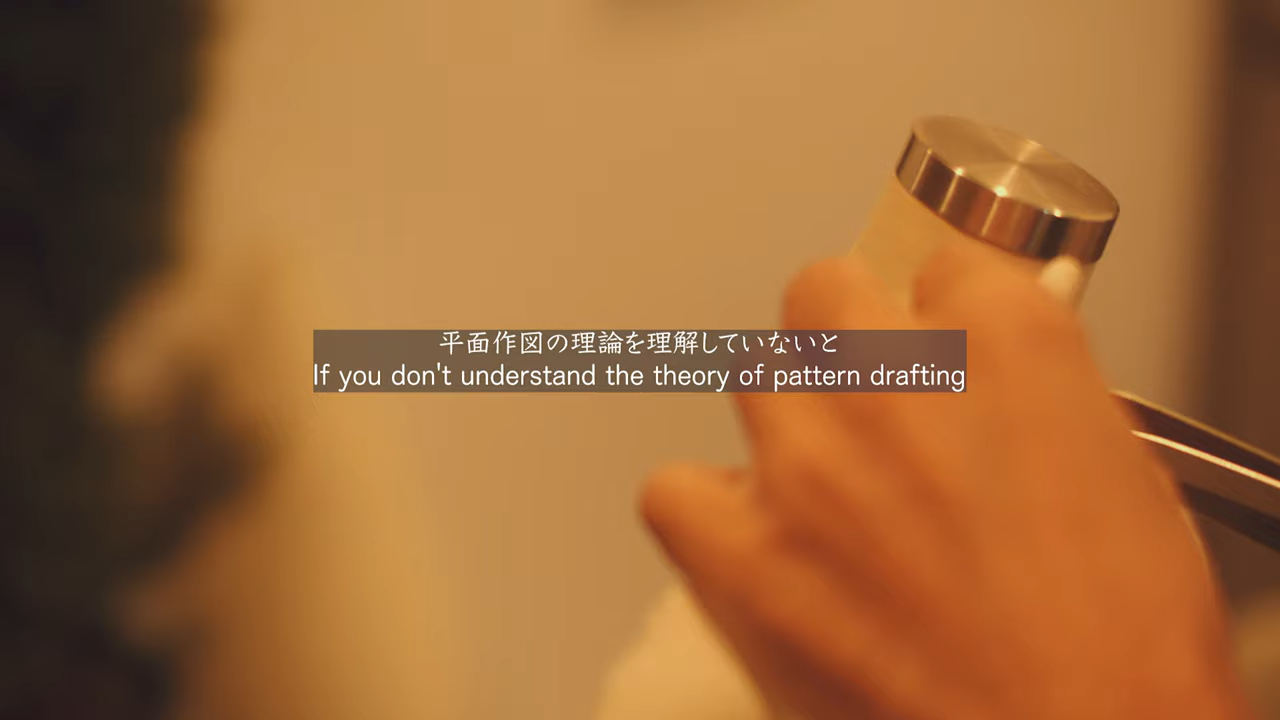 平面作図の理論を理解していないと
If you don't understand the theory of pattern drafting